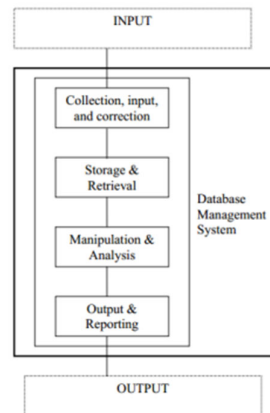 INPUT
Collection, input,
and correction
Storage &
Retrieval
Database
Management
System
Manipulation &
Analysis
Output &
Reporting
OUTPUT